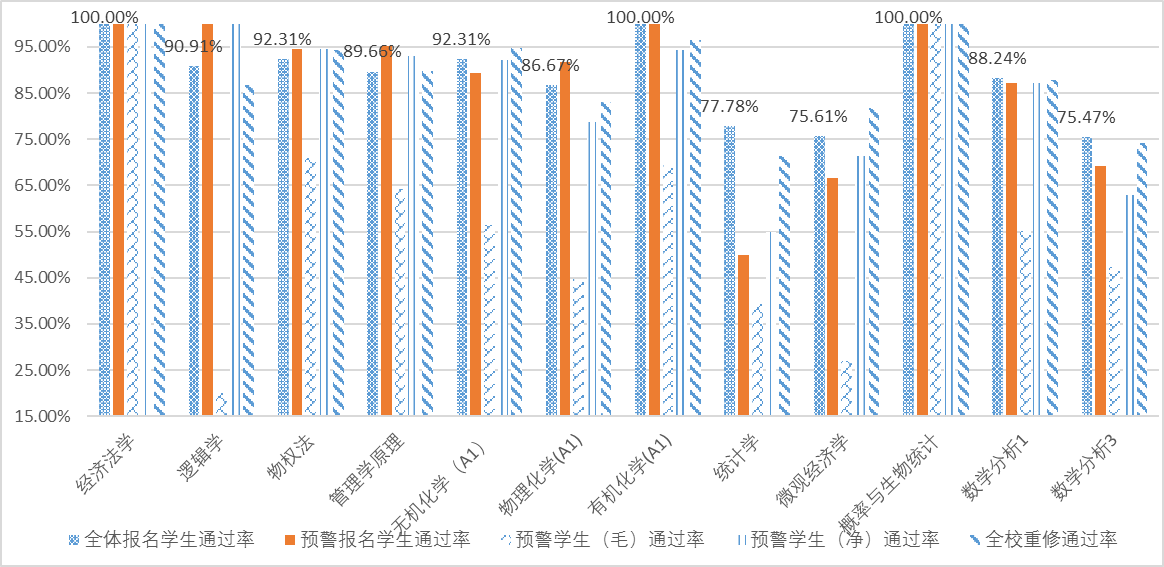 100.00%
90.91%
92.31%
89.66%
92.31%
86.67%
100.00%
77.78%
75.61%
100.00%
88.24%
75.47%
95.00%
85.00%
75.00%
65.00%
55.00%
45.00%
35.00%
25.00%
15.00%
经济法学
逻辑学
物权法
管理学原理
无机化学（A1）
物理化学(A1)
有机化学(A1)
统计学
微观经济学
概率与生物统计
数学分析1
数学分析3
全体报名学生通过率
预警报名学生通过率
预警学生（毛）通过率
预警学生（净）通过率
全校重修通过率